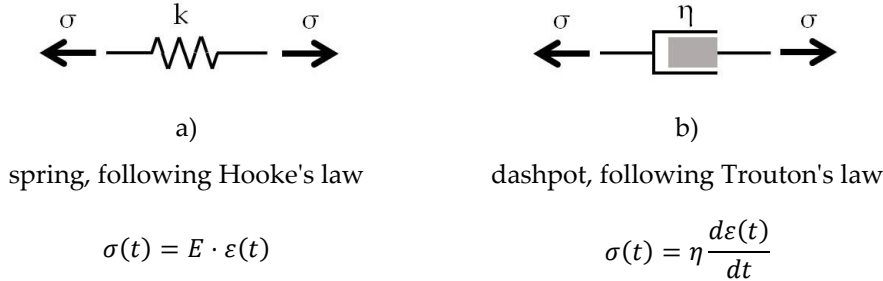 k
σ σ
a)
spring, following Hooke's law
σ(t) = E · ε(t)
η
σ σ
b)
dashpot, following Trouton's law
σ(t) = η dε(t)/dt